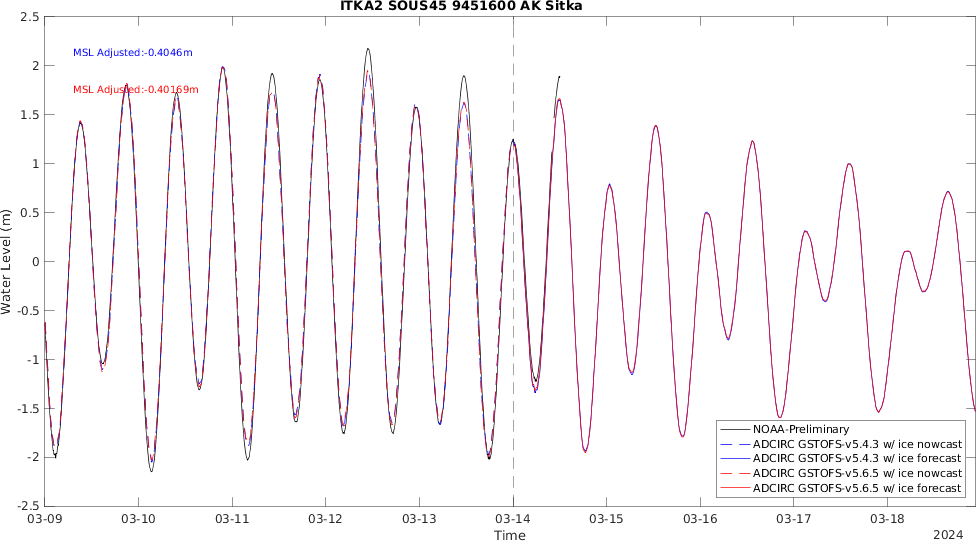 ITKA2 SOUS45 9451600 AK Sitka
MSL Adjusted:-0.4046m
MSL Adjusted:-0.40169m
Water Level (m)
2.5
2
1.5
1
0.5
0
-0.5
-1
-1.5
-2
-2.5
NOAA-Preliminary
ADCIRC GSTOFS-v5.4.3 w/ ice nowcast
ADCIRC GSTOFS-v5.4.3 w/ ice forecast
ADCIRC GSTOFS-v5.6.5 w/ ice nowcast
ADCIRC GSTOFS-v5.6.5 w/ ice forecast
03-09 03-10 03-11 03-12 03-13 03-14 03-15 03-16 03-17 03-18
Time
2024